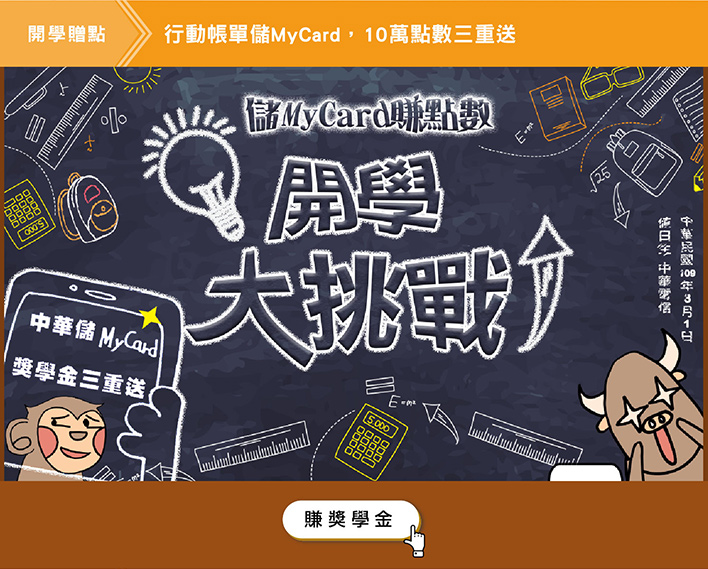 開學贈點
行動帳單儲MyCard，10萬點數三重送
儲MyCard賺點數
開學
大挑戰
E=m
√25
中華民國109年3月1日
值日生 中華電信
中華儲 MyCard
獎學金三重送
000
E=mc
5,000
賺獎學金